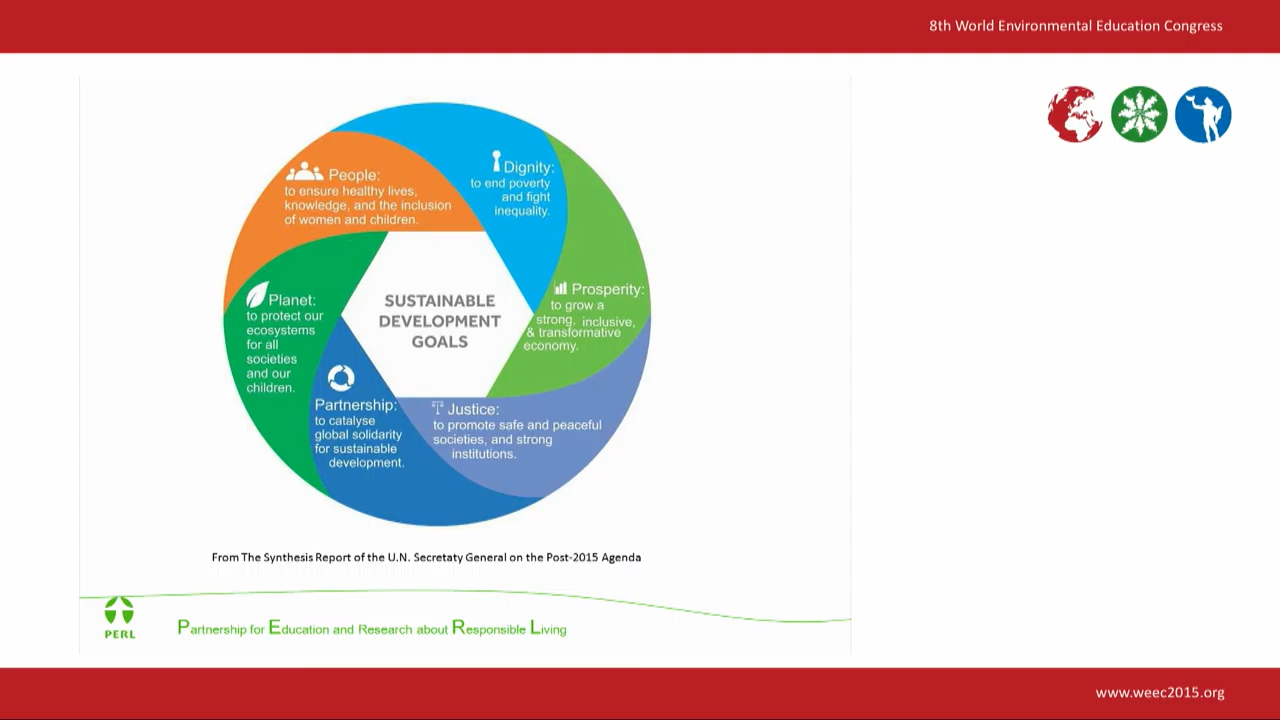 8th World Environmental Education Congress
People:
to ensure healthy lives,
knowledge, and the inclusion
of women and children.
Dignity:
to end poverty
and fight
inequality.
Prosperity:
to grow a
strong, inclusive,
& transformative
economy.
Planet:
to protect our
ecosystems
for all
societies
and our
children.
SUSTAINABLE
DEVELOPMENT
GOALS
Partnership:
to catalyse
global solidarity
for sustainable
development.
Justice:
to promote safe and peaceful
societies, and strong
institutions.
From The Synthesis Report of the U.N. Secretaty General on the Post-2015 Agenda
PERL
Partnership for Education and Research about Responsible Living
www.weec2015.org